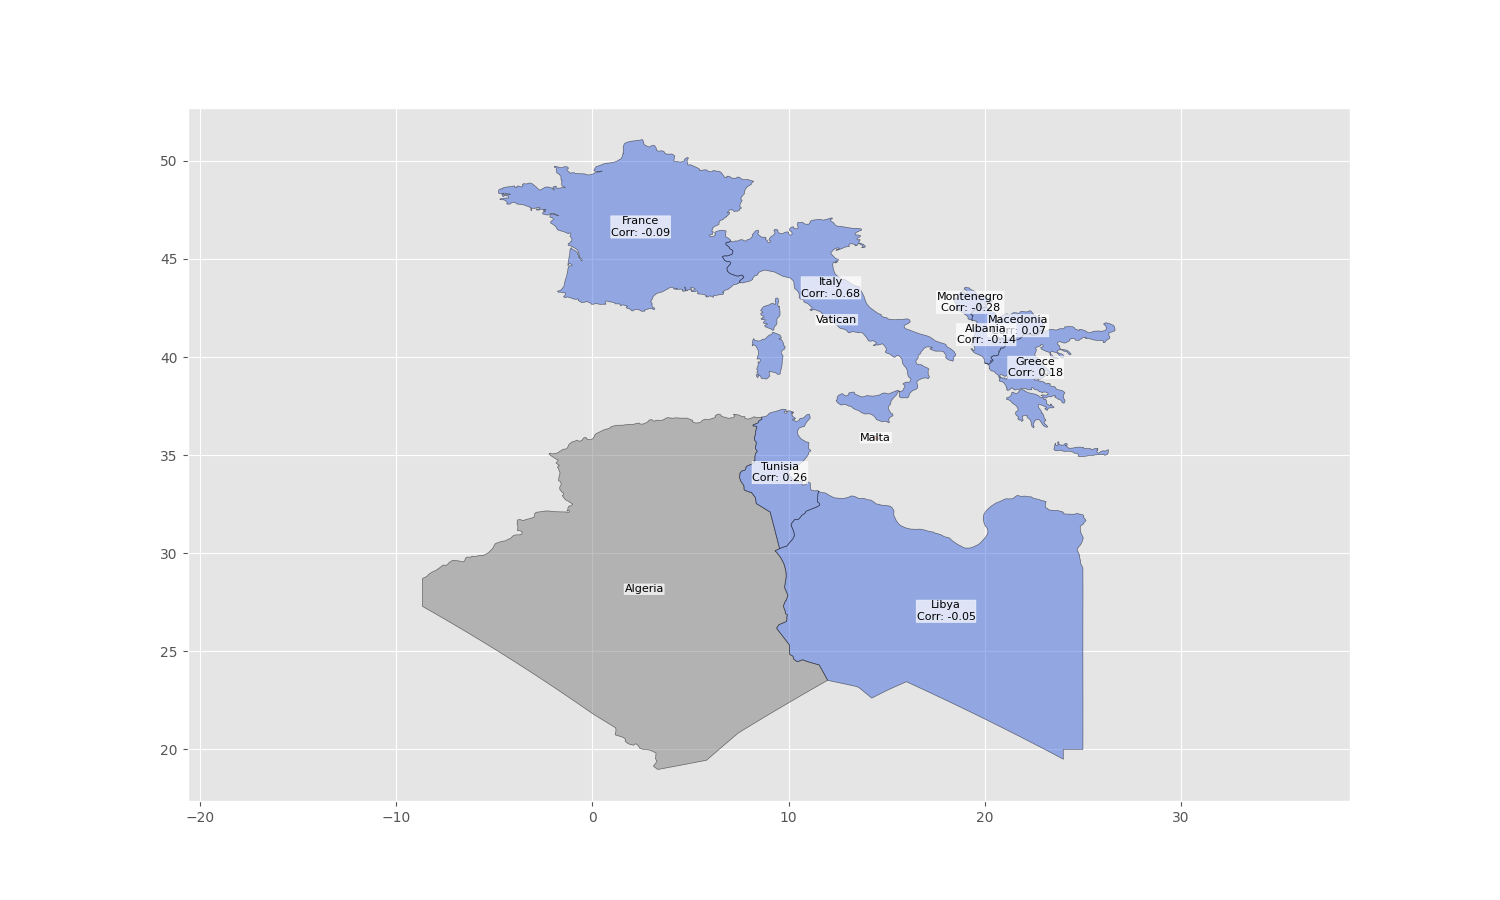 50
France
Corr: -0.09
45
Italy
Corr: -0.68
Montenegro
Corr: -0.28
Vatican
Macedonia
0.07
Albania
Corr: -0.14
40
Greece
Corr: 0.18
Malta
35
Tunisia
Corr: 0.26
30
Algeria
Libya
Corr: -0.05
25
20
−20
−10
0
10
20
30